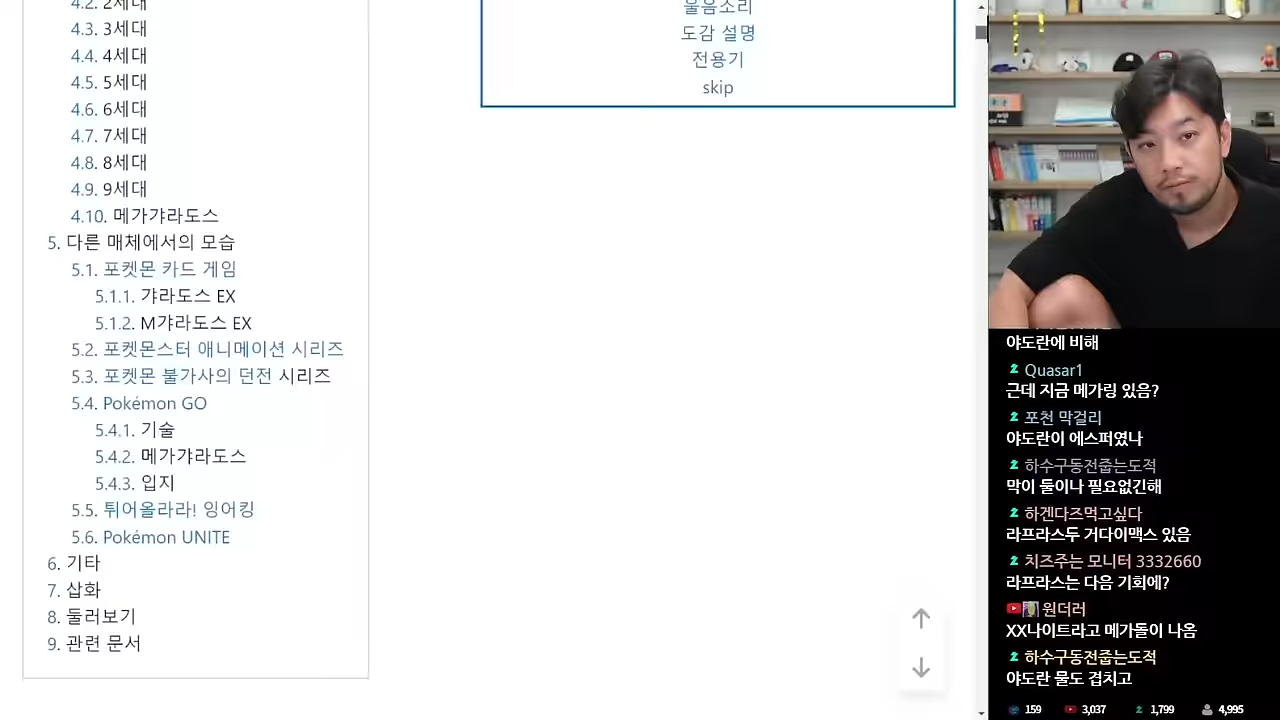 4.2. 2세대
4.3. 3세대
4.4. 4세대
4.5. 5세대
4.6. 6세대
4.7. 7세대
4.8. 8세대
4.9. 9세대
4.10. 메가갸라도스
5. 다른 매체에서의 모습
5.1. 포켓몬 카드 게임
5.1.1. 갸라도스 EX
5.1.2. M갸라도스 EX
5.2. 포켓몬스터 애니메이션 시리즈
5.3. 포켓몬 불가사의 던전 시리즈
5.4. Pokémon GO
5.4.1. 기술
5.4.2. 메가갸라도스
5.4.3. 입지
5.5. 튀어올라라! 잉어킹
5.6. Pokémon UNITE
6. 기타
7. 삽화
8. 둘러보기
9. 관련 문서
울음소리
도감 설명
전용기
skip
야도란에 비해
Quasar1
근데 지금 메가링 있음?
포천 막걸리
야도란이 에스퍼였나
하수구동전줍는도적
막이 둘이나 필요없긴해
하겐다즈먹고싶다
라프라스두 거다이맥스 있음
치즈주는 모니터 3332660
라프라스는 다음 기회에?
원더러
XX나이트라고 메가돌이 나옴
하수구동전줍는도적
야도란 물도 겹치고
159 3,037 1,799 4,995